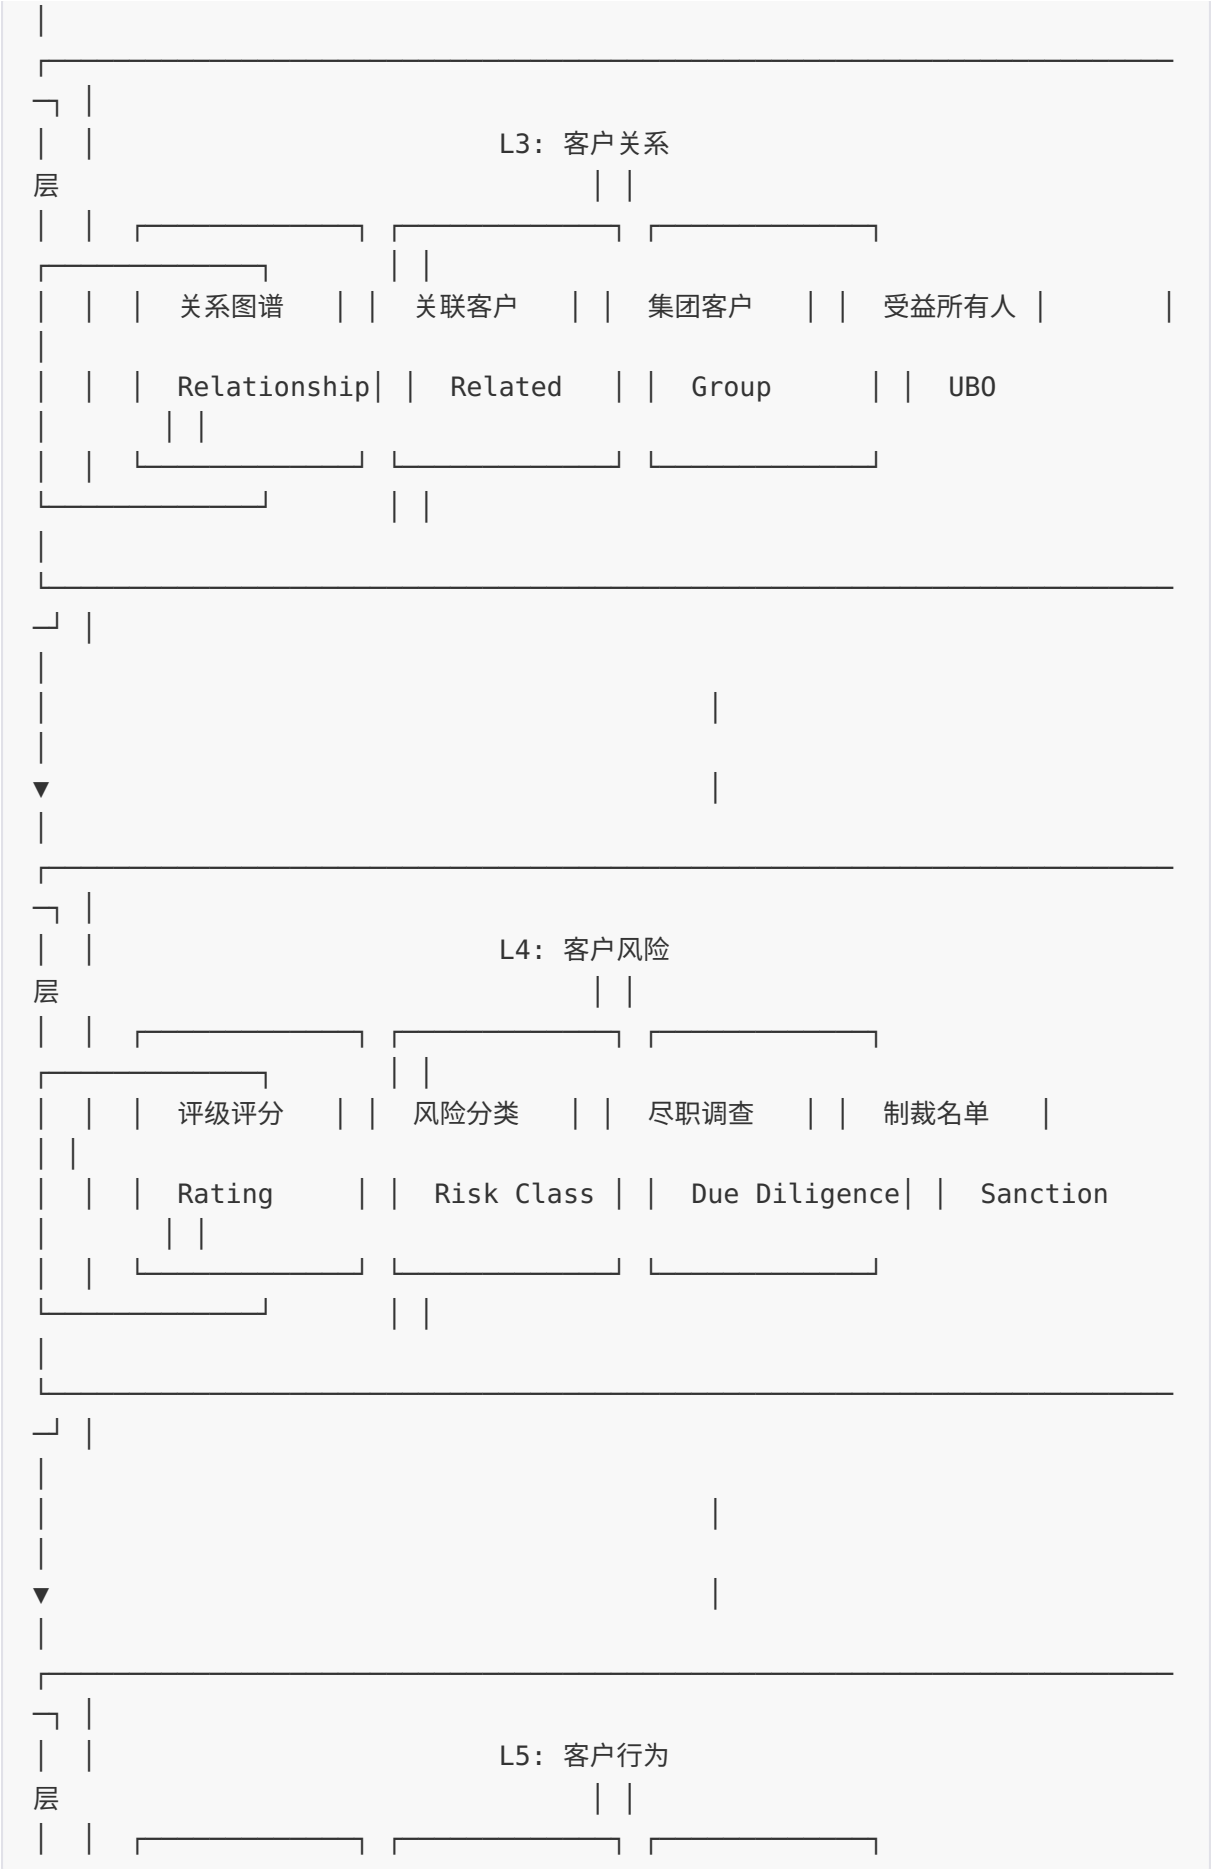 L3: 客户关系
层
关系图谱 关联客户 集团客户 受益所有人
Relationship Related Group UBO
L4: 客户风险
层
评级评分 风险分类 尽职调查 制裁名单
Rating Risk Class Due Diligence Sanction
L5: 客户行为
层